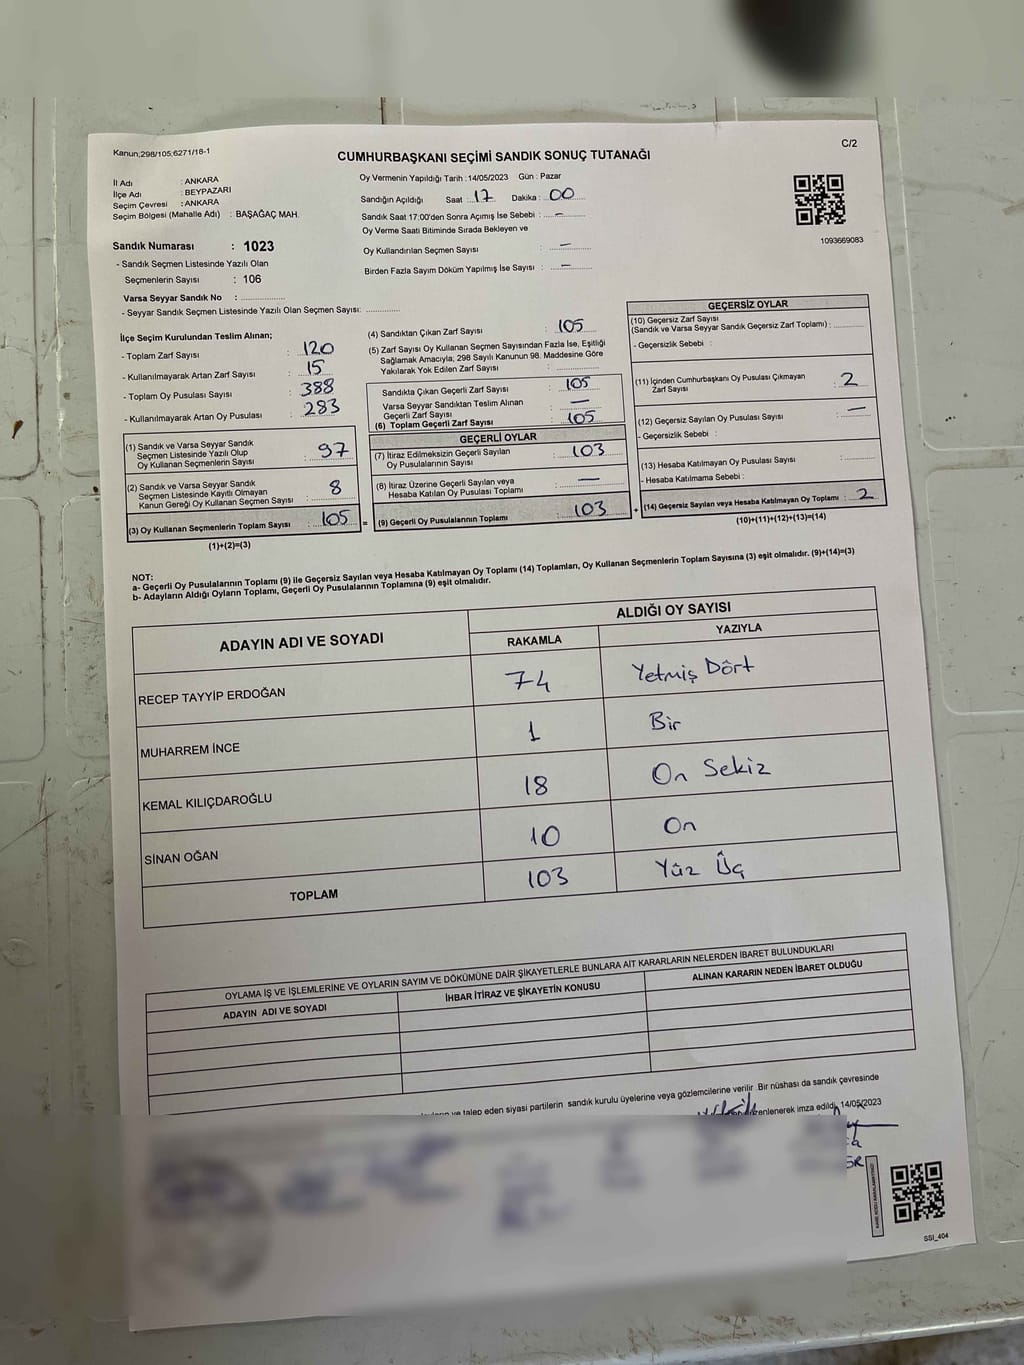 Kanun,298/105,6271/18-1
C/2
CUMHURBAŞKANI SEÇİMİ SANDIK SONUÇ TUTANAĞI
İl Adı : ANKARA
İlçe Adı : BEYPAZARI
Seçim Çevresi : ANKARA
Seçim Bölgesi (Mahalle Adı) : BAŞAĞAÇ MAH.
Sandık Numarası : 1023
- Sandık Seçmen Listesinde Yazılı Olan
Seçmenlerin Sayısı : 106
Varsa Seyyar Sandık No : ..............
- Seyyar Sandık Seçmen Listesinde Yazılı Olan Seçmen Sayısı: ............
Oy Vermenin Yapıldığı Tarih :14/05/2023 Gün : Pazar
Sandığın Açıldığı Saat : 17 Dakika : 00
Sandık Saat 17:00'den Sonra Açımış İse Sebebi : —
Oy Verme Saati Bitiminde Sırada Bekleyen ve
Oy Kullandırılan Seçmen Sayısı : —
Birden Fazla Sayım Döküm Yapılmış İse Sayısı : —
1093669083
İlçe Seçim Kurulundan Teslim Alınan;
- Toplam Zarf Sayısı : 120
- Kullanılmayarak Artan Zarf Sayısı : 15
- Toplam Oy Pusulası Sayısı : 388
- Kullanılmayarak Artan Oy Pusulası : 283
(1) Sandık ve Varsa Seyyar Sandık
Seçmen Listesinde Yazılı Olup
Oy Kullanan Seçmenlerin Sayısı : 97
(2) Sandık ve Varsa Seyyar Sandık
Seçmen Listesinde Kayıtlı Olmayan
Kanun Gereği Oy Kullanan Seçmen Sayısı : 8
(3) Oy Kullanan Seçmenlerin Toplam Sayısı : 105 =
(1)+(2)=(3)
(4) Sandıktan Çıkan Zarf Sayısı : 105
(5) Zarf Sayısı Oy Kullanan Seçmen Sayısından Fazla İse, Eşitliği
Sağlamak Amacıyla; 298 Sayılı Kanunun 98. Maddesine Göre
Yakılarak Yok Edilen Zarf Sayısı : ............
Sandıkta Çıkan Geçerli Zarf Sayısı : 105
Varsa Seyyar Sandıktan Teslim Alınan
Geçerli Zarf Sayısı : —
(6) Toplam Geçerli Zarf Sayısı : 105
GEÇERLİ OYLAR
(7) İtiraz Edilmeksizin Geçerli Sayılan
Oy Pusulalarının Sayısı : 103
(8) İtiraz Üzerine Geçerli Sayılan veya
Hesaba Katılan Oy Pusulası Toplamı : —
(9) Geçerli Oy Pusulalarının Toplamı : 103 +
GEÇERSİZ OYLAR
(10) Geçersiz Zarf Sayısı
(Sandık ve Varsa Seyyar Sandık Geçersiz Zarf Toplamı) : ............
- Geçersizlik Sebebi :
(11) İçinden Cumhurbaşkanı Oy Pusulası Çıkmayan
Zarf Sayısı : 2
(12) Geçersiz Sayılan Oy Pusulası Sayısı : —
- Geçersizlik Sebebi :
(13) Hesaba Katılmayan Oy Pusulası Sayısı : ............
- Hesaba Katılmama Sebebi :
(14) Geçersiz Sayılan veya Hesaba Katılmayan Oy Toplamı : 2
(10)+(11)+(12)+(13)=(14)
NOT:
a- Geçerli Oy Pusulalarının Toplamı (9) ile Geçersiz Sayılan veya Hesaba Katılmayan Oy Toplamı (14) Toplamları, Oy Kullanan Seçmenlerin Toplam Sayısına (3) eşit olmalıdır. (9)+(14)=(3)
b- Adayların Aldığı Oyların Toplamı, Geçerli Oy Pusulalarının Toplamına (9) eşit olmalıdır.
ADAYIN ADI VE SOYADI ALDIĞI OY SAYISI
RAKAMLA YAZIYLA
RECEP TAYYİP ERDOĞAN 74 Yetmiş Dört
MUHARREM İNCE 1 Bir
KEMAL KILIÇDAROĞLU 18 On Sekiz
SİNAN OĞAN 10 On
TOPLAM 103 Yüz Üç
OYLAMA İŞ VE İŞLEMLERİNE VE OYLARIN SAYIM VE DÖKÜMÜNE DAİR ŞİKAYETLERLE BUNLARA AİT KARARLARIN NELERDEN İBARET BULUNDUKLARI
ADAYIN ADI VE SOYADI İHBAR İTİRAZ VE ŞİKAYETİN KONUSU ALINAN KARARIN NEDEN İBARET OLDUĞU
ve talep eden siyasi partilerin sandık kurulu üyelerine veya gözlemcilerine verilir. Bir nüshası da sandık çevresinde
imza edildi. 14/05/2023
SSİ_404